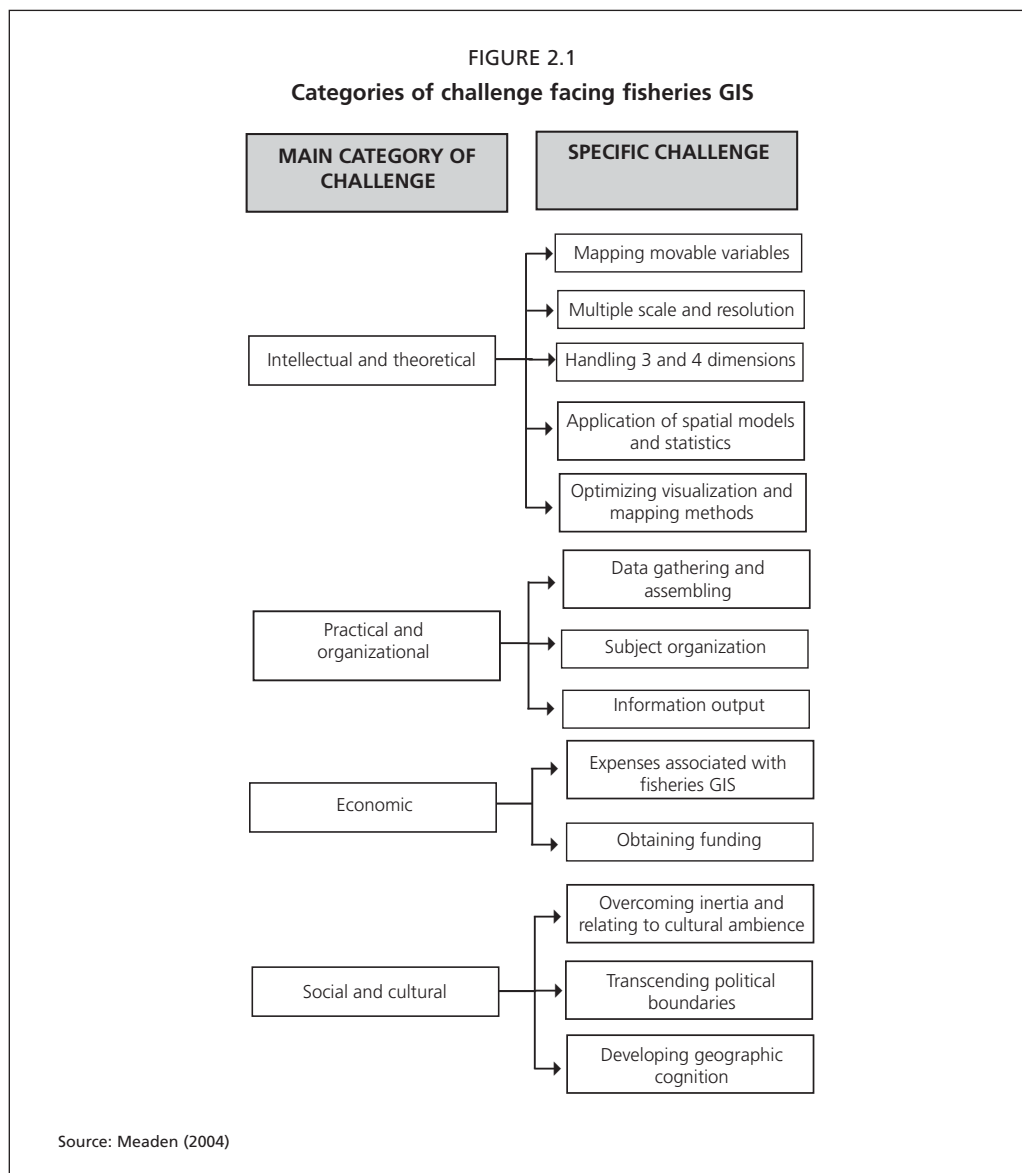 FIGURE 2.1
Categories of challenge facing fisheries GIS
MAIN CATEGORY OF
CHALLENGE
SPECIFIC CHALLENGE
Intellectual and theoretical
Mapping movable variables
Multiple scale and resolution
Handling 3 and 4 dimensions
Application of spatial models
and statistics
Optimizing visualization and
mapping methods
Practical and
organizational
Data gathering and
assembling
Subject organization
Information output
Economic
Expenses associated with
fisheries GIS
Obtaining funding
Social and cultural
Overcoming inertia and
relating to cultural ambience
Transcending political
boundaries
Developing geographic
cognition
Source: Meaden (2004)